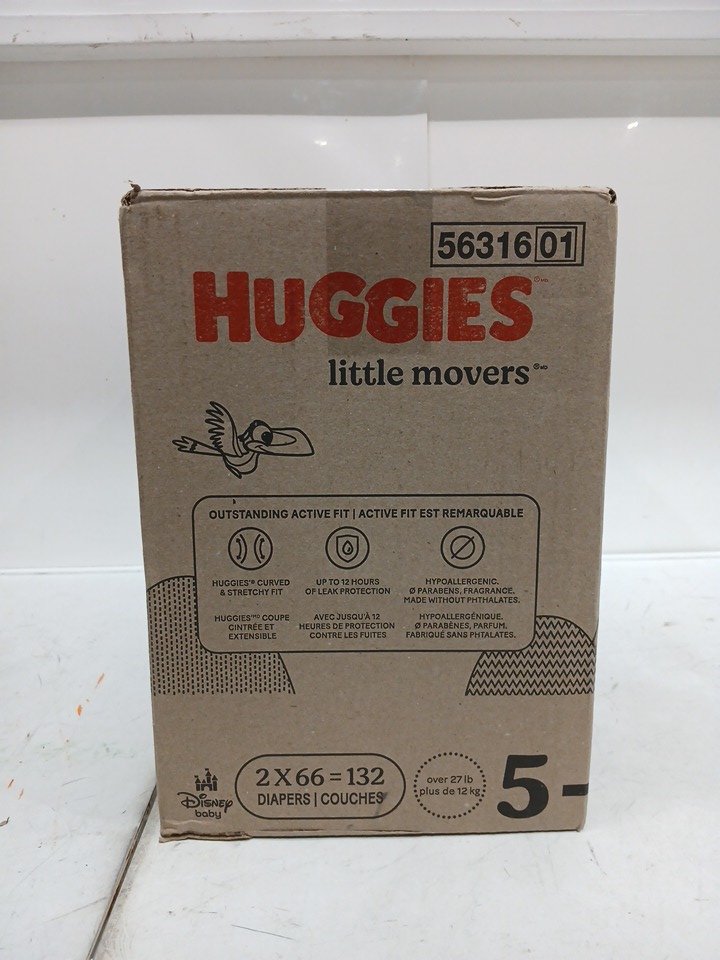 56316 01
HUGGIES ®MD
little movers ®MD
OUTSTANDING ACTIVE FIT | ACTIVE FIT EST REMARQUABLE
HUGGIES® CURVED
& STRETCHY FIT
HUGGIESMD COUPE
CINTRÉE ET
EXTENSIBLE
UP TO 12 HOURS
OF LEAK PROTECTION
AVEC JUSQU'À 12
HEURES DE PROTECTION
CONTRE LES FUITES
HYPOALLERGENIC.
Ø PARABENS, FRAGRANCE.
MADE WITHOUT PHTHALATES.
HYPOALLERGÉNIQUE.
Ø PARABÈNES, PARFUM.
FABRIQUÉ SANS PHTALATES.
Disney
baby
2 X 66 = 132
DIAPERS | COUCHES
over 27 lb
plus de 12 kg
5-